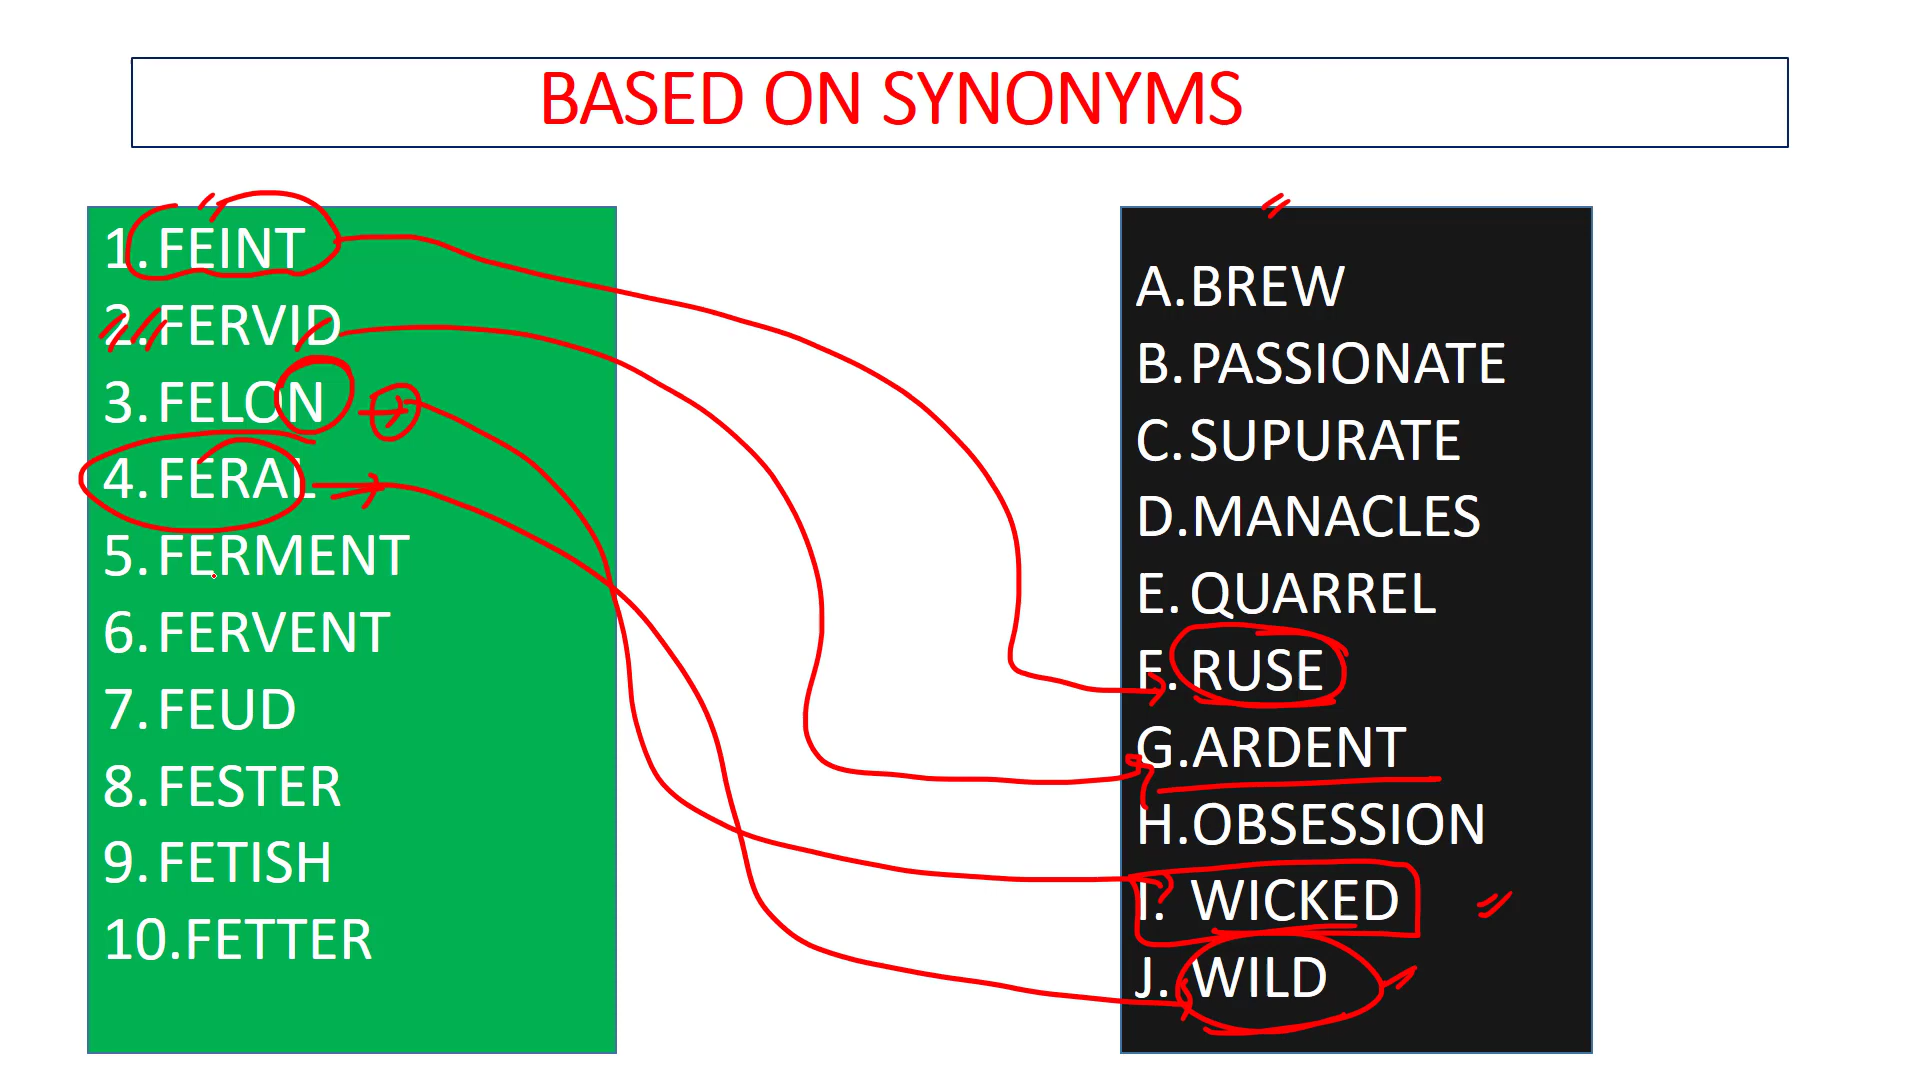 BASED ON SYNONYMS
1. FEINT
2. FERVID
3. FELON
4. FERAL
5. FERMENT
6. FERVENT
7. FEUD
8. FESTER
9. FETISH
10. FETTER
A. BREW
B. PASSIONATE
C. SUPURATE
D. MANACLES
E. QUARREL
F. RUSE
G. ARDENT
H. OBSESSION
I. WICKED
J. WILD